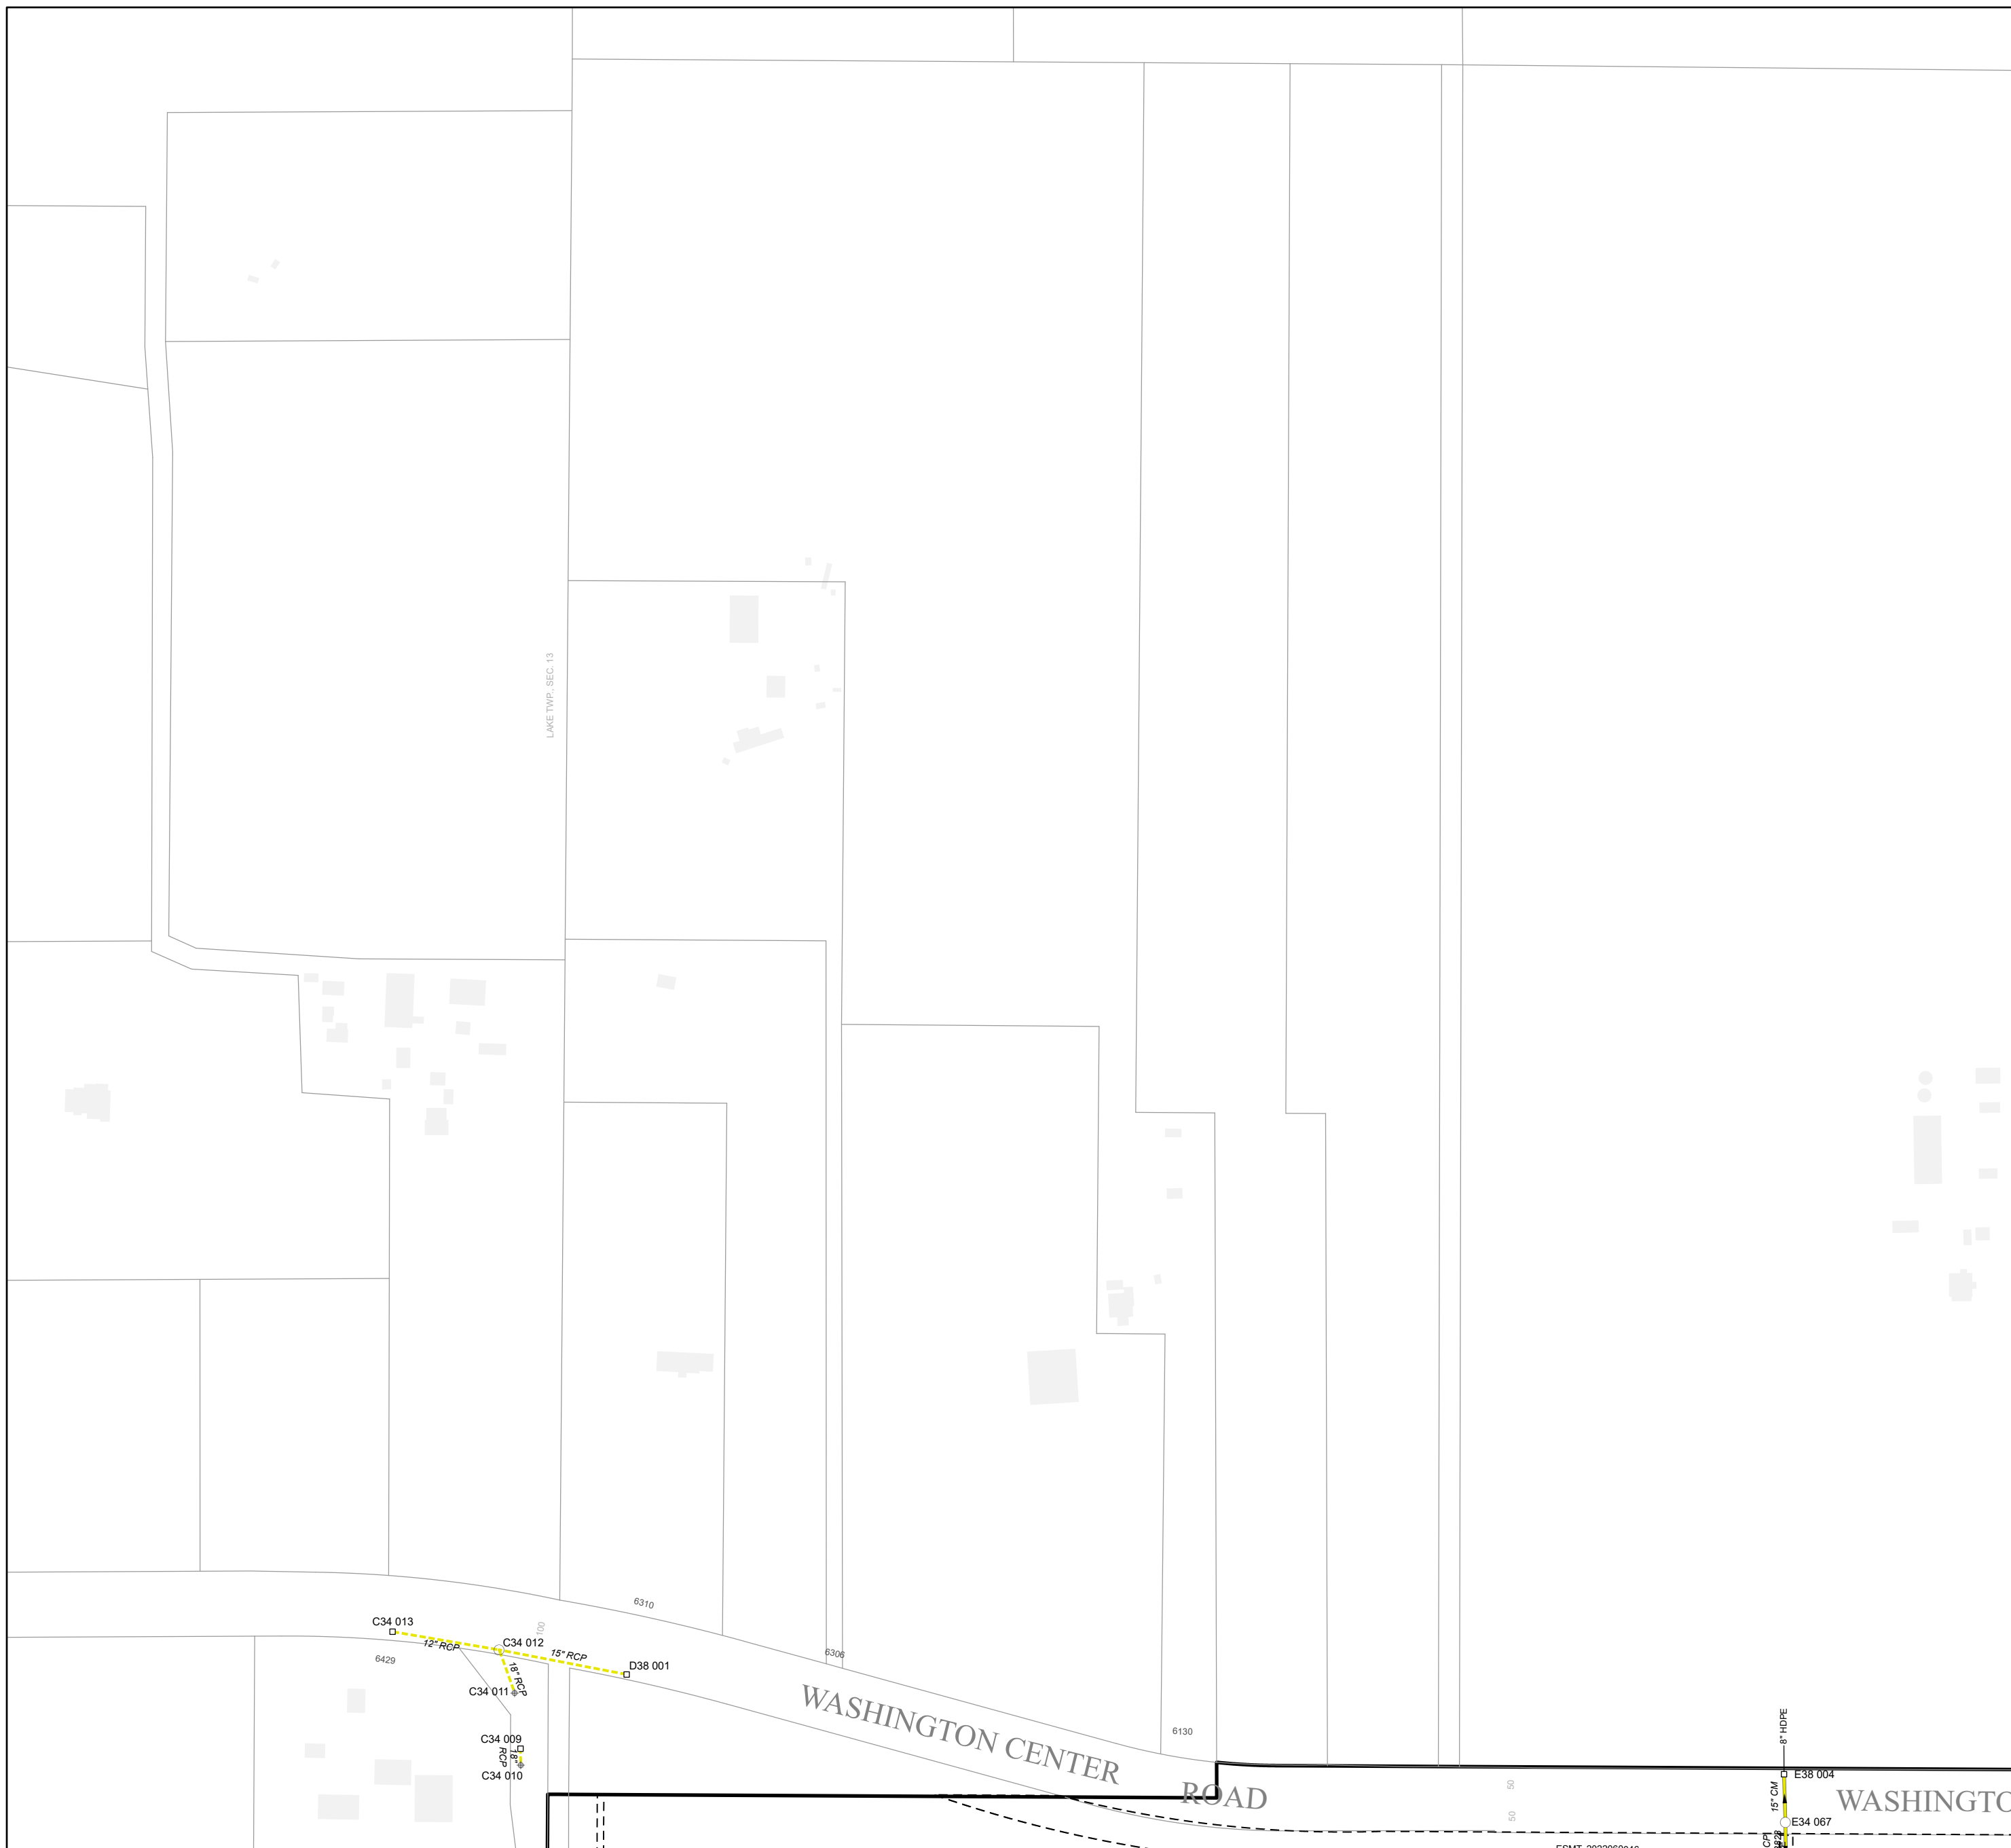 LAKE TWP., SEC. 13
6310
C34 013
12" RCP
100
C34 012
15" RCP
D38 001
6306
6429
18" RCP
C34 011
WASHINGTON CENTER
ROAD
6130
C34 009
18"
RCP
C34 010
8" HDPE
E38 004
15" CM
50
50
WASHINGTO
E34 067